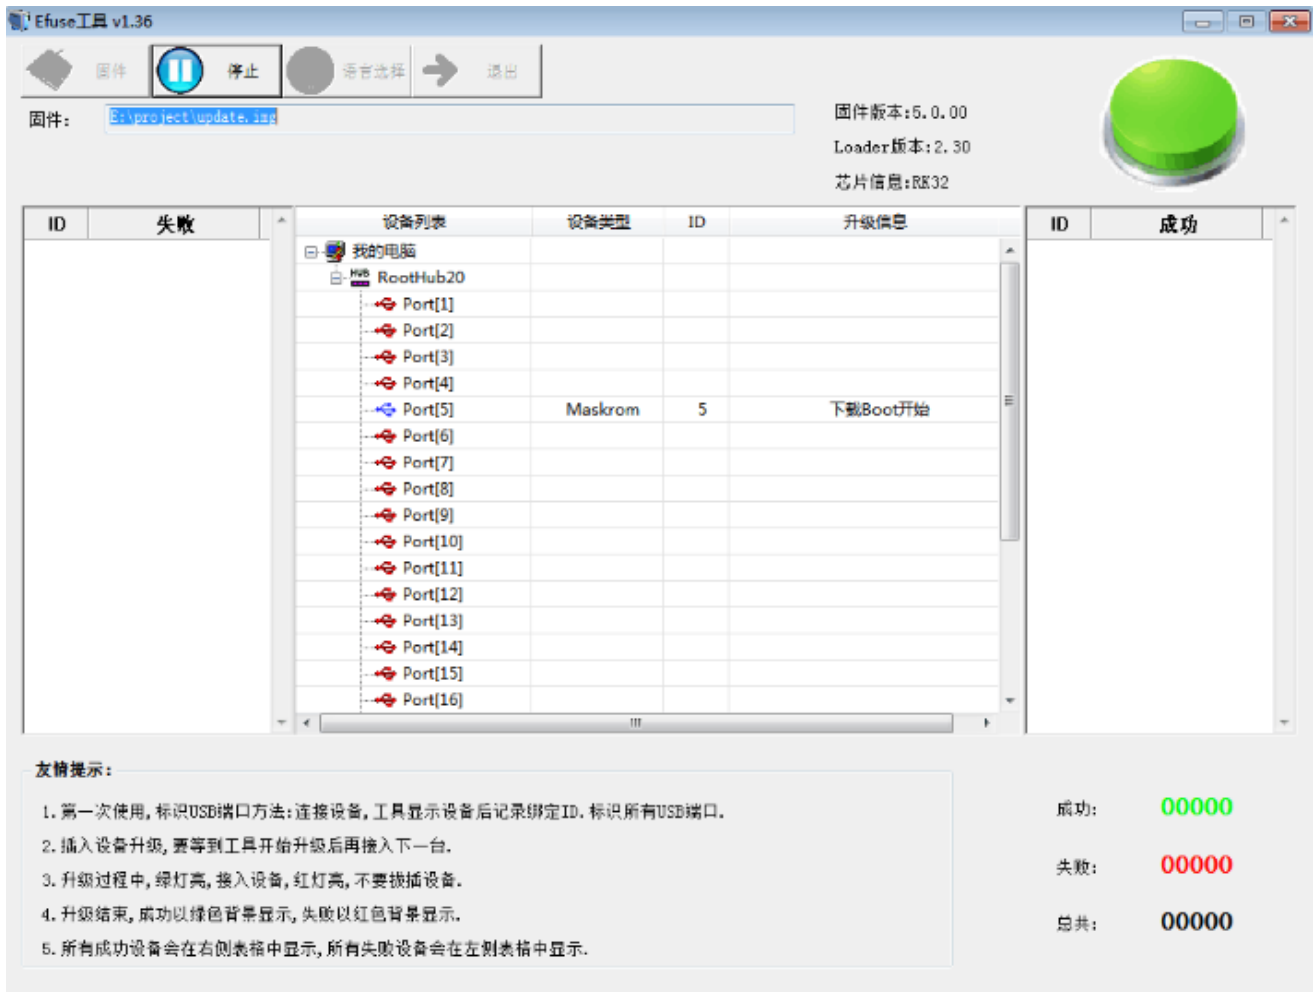 Efuse工具 v1.36
固件 停止 语言选择 退出
固件: E:\project\update.img
固件版本:5.0.00
Loader版本:2.30
芯片信息:RK32
ID 失败
设备列表 设备类型 ID 升级信息
ID 成功
我的电脑
HUB RootHub20
Port[1]
Port[2]
Port[3]
Port[4]
Port[5] Maskrom 5 下载Boot开始
Port[6]
Port[7]
Port[8]
Port[9]
Port[10]
Port[11]
Port[12]
Port[13]
Port[14]
Port[15]
Port[16]
友情提示:
1.第一次使用,标识USB端口方法:连接设备,工具显示设备后记录绑定ID.标识所有USB端口.
2.插入设备升级,要等到工具开始升级后再接入下一台.
3.升级过程中,绿灯亮,接入设备,红灯亮,不要拔插设备.
4.升级结束,成功以绿色背景显示,失败以红色背景显示.
5.所有成功设备会在右侧表格中显示,所有失败设备会在左侧表格中显示.
成功: 00000
失败: 00000
总共: 00000